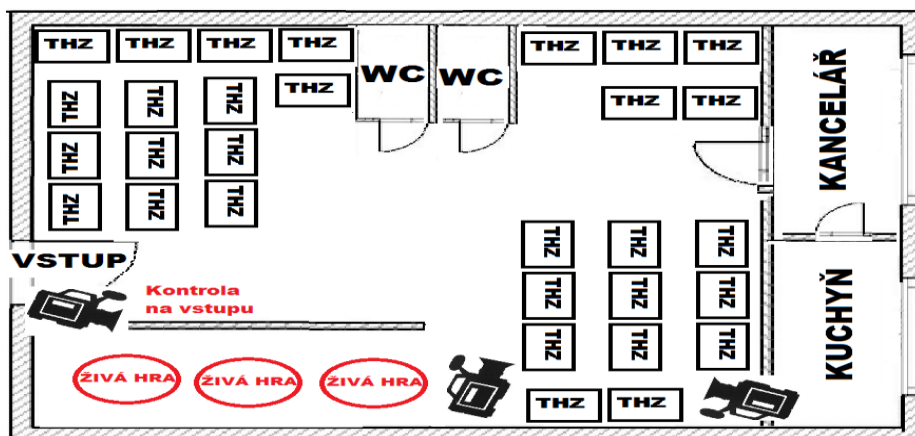 THZ THZ THZ THZ THZ THZ THZ
WC WC
THZ THZ THZ THZ
THZ THZ
THZ THZ THZ
THZ THZ THZ
KANCELÁŘ
THZ THZ THZ
VSTUP
Kontrola
na vstupu
THZ THZ THZ
THZ THZ THZ
KUCHYŇ
ŽIVÁ HRA ŽIVÁ HRA ŽIVÁ HRA
THZ THZ